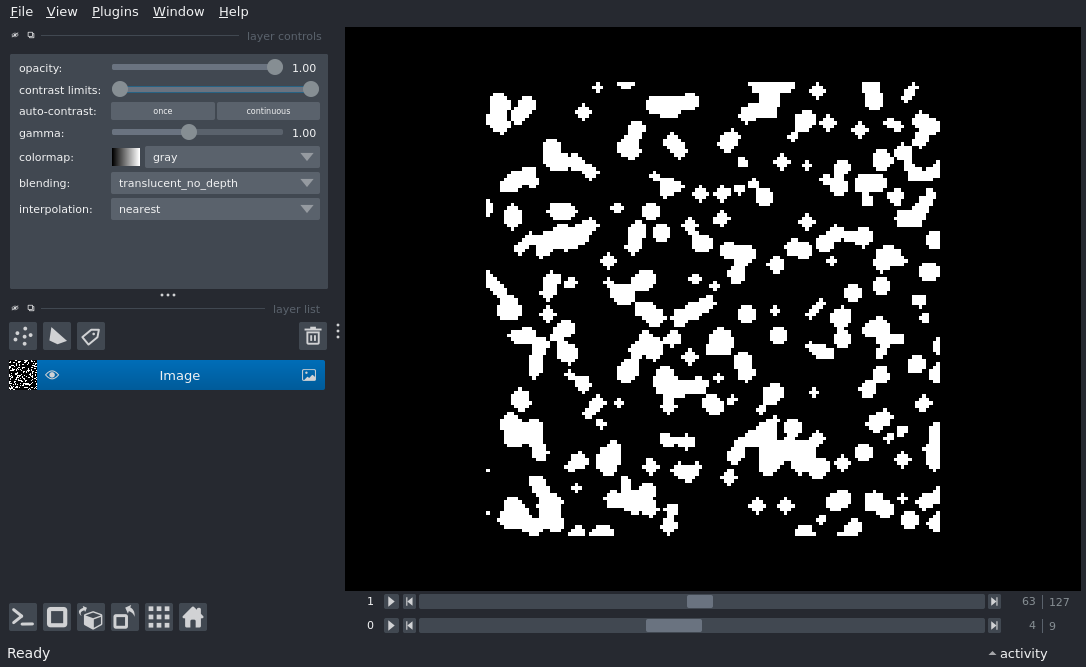 File View Plugins Window Help
layer controls
opacity: 1.00
contrast limits:
auto-contrast: once continuous
gamma: 1.00
colormap: gray
blending: translucent_no_depth
interpolation: nearest
layer list
Image
1 63 127
0 4 9
Ready activity